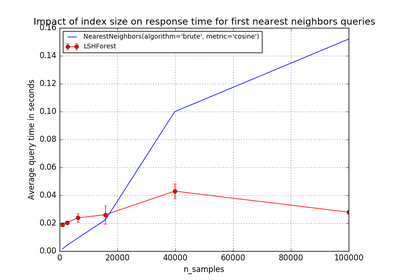 Impact of index size on response time for first nearest neighbors queries
NearestNeighbors(algorithm='brute', metric='cosine')
LSHForest
Average query time in seconds
0.16
0.14
0.12
0.10
0.08
0.06
0.04
0.02
0.00
0 20000 40000 60000 80000 100000
n_samples